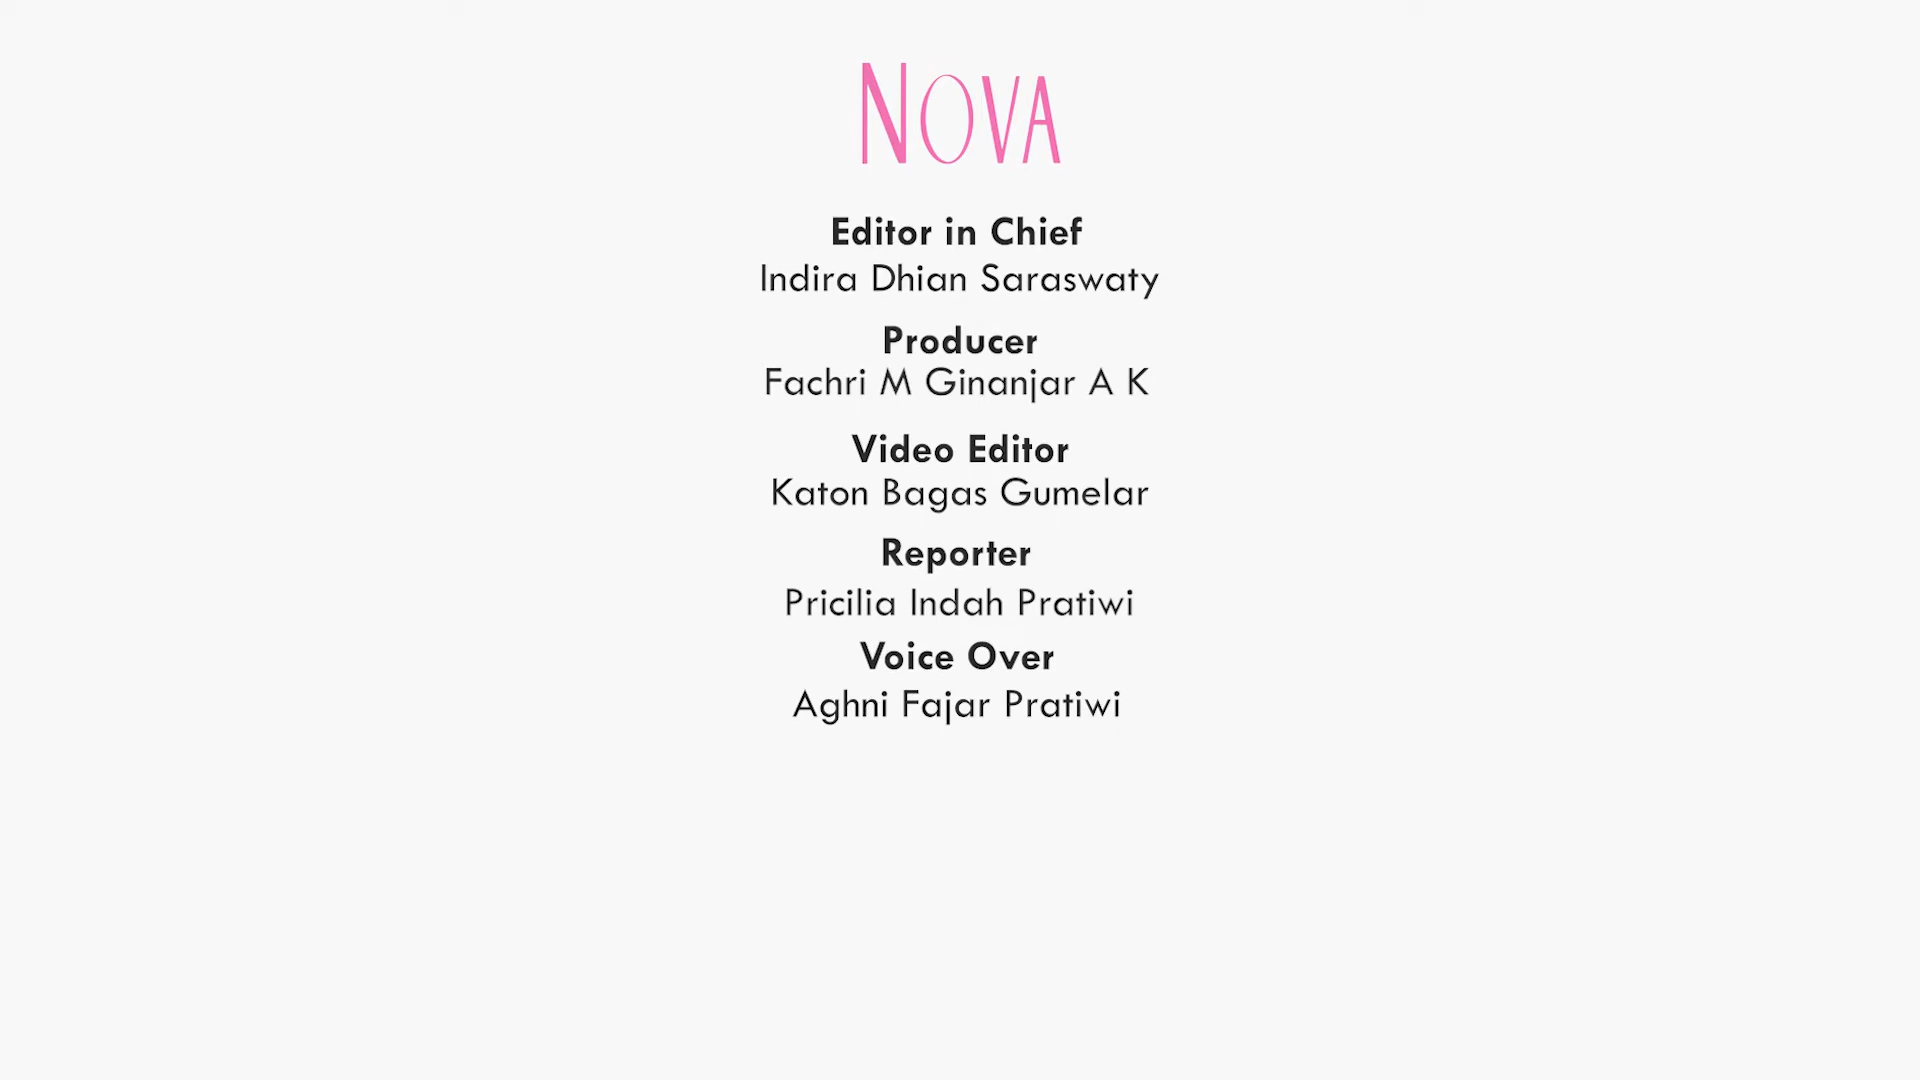 NOVA
Editor in Chief
Indira Dhian Saraswaty
Producer
Fachri M Ginanjar A K
Video Editor
Katon Bagas Gumelar
Reporter
Pricilia Indah Pratiwi
Voice Over
Aghni Fajar Pratiwi